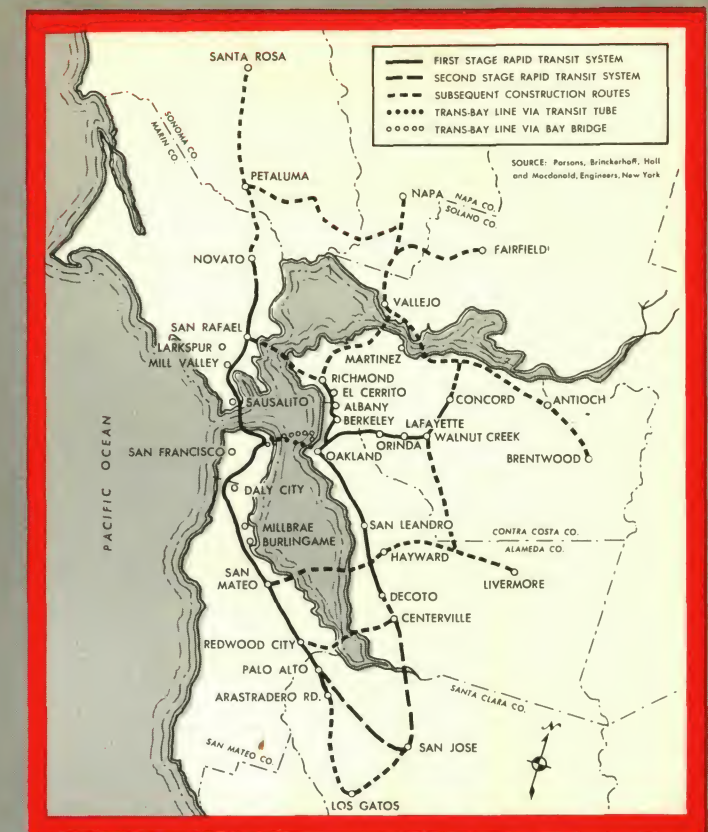 SANTA ROSA
FIRST STAGE RAPID TRANSIT SYSTEM
SECOND STAGE RAPID TRANSIT SYSTEM
SUBSEQUENT CONSTRUCTION ROUTES
TRANS-BAY LINE VIA TRANSIT TUBE
TRANS-BAY LINE VIA BAY BRIDGE
SOURCE: Parsons, Brinckerhoff, Hall
and Macdonald, Engineers, New York
SONOMA CO.
MARIN CO.
PETALUMA
NAPA
NAPA CO.
SOLANO CO.
NOVATO
FAIRFIELD
VALLEJO
SAN RAFAEL
LARKSPUR
MILL VALLEY
MARTINEZ
RICHMOND
EL CERRITO
ALBANY
BERKELEY
SAUSALITO
CONCORD
ANTIOCH
LAFAYETTE
WALNUT CREEK
ORINDA
OAKLAND
BRENTWOOD
SAN FRANCISCO
PACIFIC OCEAN
DALY CITY
MILLBRAE
BURLINGAME
SAN LEANDRO
CONTRA COSTA CO.
ALAMEDA CO.
HAYWARD
LIVERMORE
SAN
MATEO
DECOTO
CENTERVILLE
REDWOOD CITY
PALO ALTO
ARASTRADERO RD.
SANTA CLARA CO.
SAN MATEO CO.
SAN JOSE
N
LOS GATOS